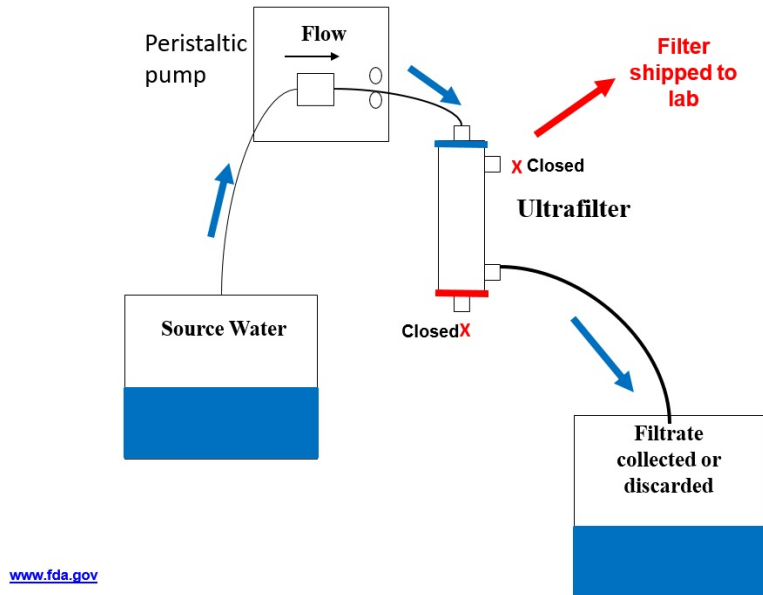 Peristaltic
pump
Flow
Filter
shipped to
lab
X Closed
Ultrafilter
Source Water
ClosedX
Filtrate
collected or
discarded
www.fda.gov